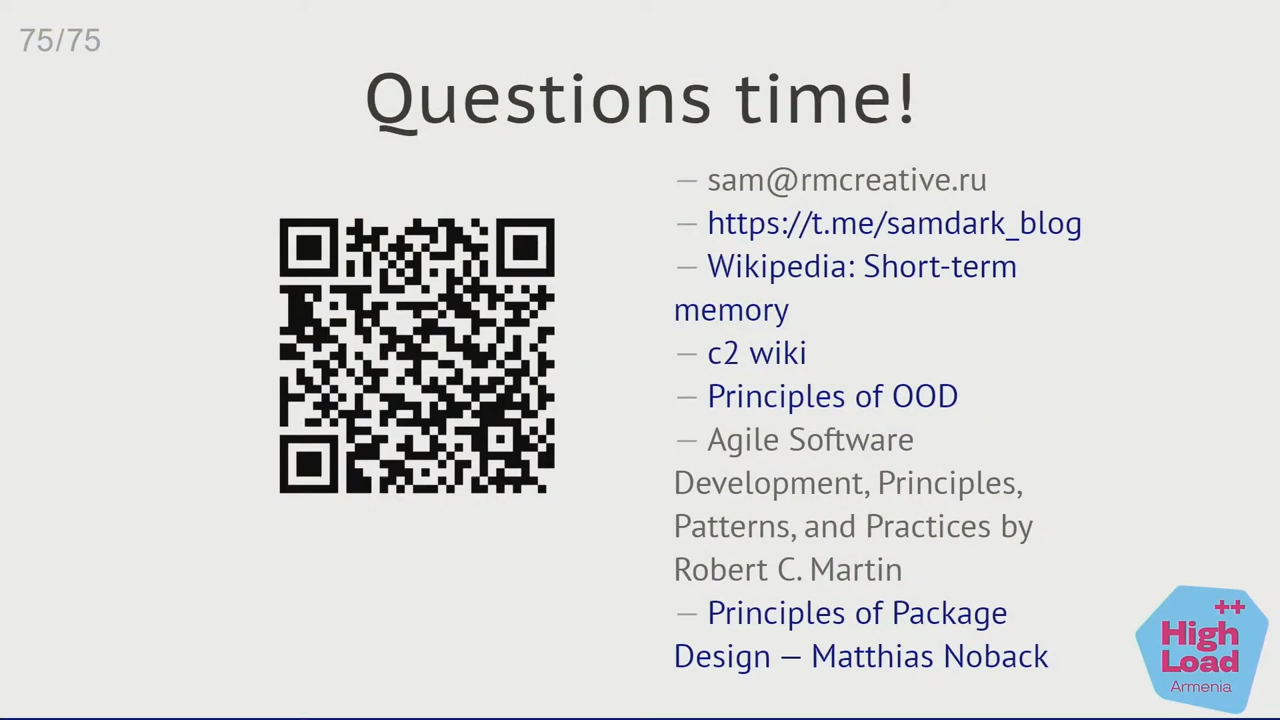 75/75
Questions time!
— sam@rmcreative.ru
— https://t.me/samdark_blog
— Wikipedia: Short-term
memory
— c2 wiki
— Principles of OOD
— Agile Software
Development, Principles,
Patterns, and Practices by
Robert C. Martin
— Principles of Package
Design — Matthias Noback
++
High
Load
Armenia